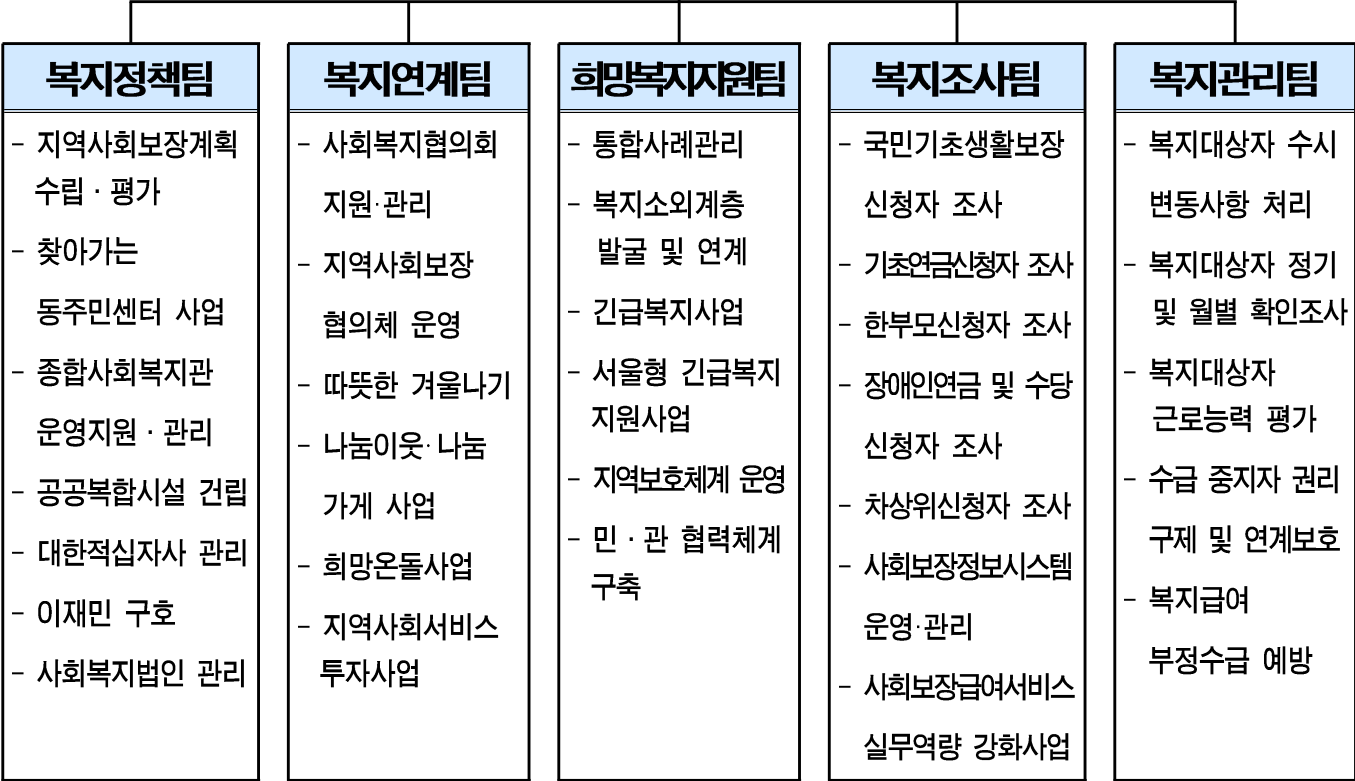 복지정책팀
- 지역사회보장계획
수립 · 평가
- 찾아가는
동주민센터 사업
- 종합사회복지관
운영지원 · 관리
- 공공복합시설 건립
- 대한적십자사 관리
- 이재민 구호
- 사회복지법인 관리
복지연계팀
- 사회복지협의회
지원·관리
- 지역사회보장
협의체 운영
- 따뜻한 겨울나기
- 나눔이웃·나눔
가게 사업
- 희망온돌사업
- 지역사회서비스
투자사업
희망복지지원팀
- 통합사례관리
- 복지소외계층
발굴 및 연계
- 긴급복지사업
- 서울형 긴급복지
지원사업
- 지역보호체계 운영
- 민 · 관 협력체계
구축
복지조사팀
- 국민기초생활보장
신청자 조사
- 기초연금신청자 조사
- 한부모신청자 조사
- 장애인연금 및 수당
신청자 조사
- 차상위신청자 조사
- 사회보장정보시스템
운영·관리
- 사회보장급여서비스
실무역량 강화사업
복지관리팀
- 복지대상자 수시
변동사항 처리
- 복지대상자 정기
및 월별 확인조사
- 복지대상자
근로능력 평가
- 수급 중지자 권리
구제 및 연계보호
- 복지급여
부정수급 예방